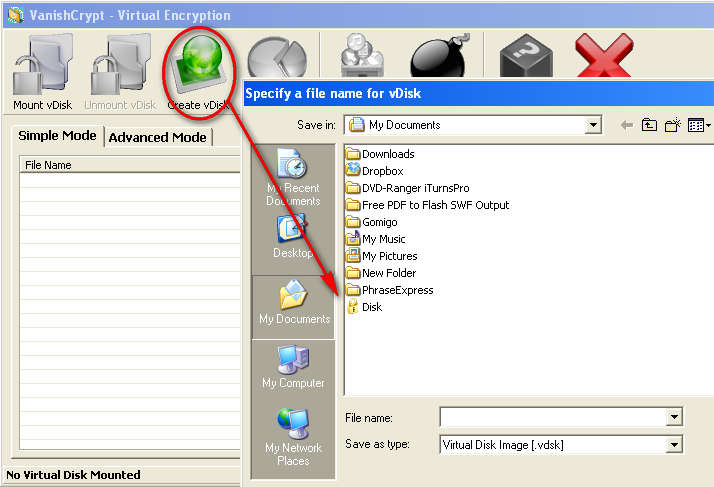 VanishCrypt - Virtual Encryption
Mount vDisk
Unmount vDisk
Create vDisk
Specify a file name for vDisk
Save in:
My Documents
Simple Mode
Advanced Mode
File Name
My Recent
Documents
Desktop
My Documents
My Computer
My Network
Places
Downloads
Dropbox
DVD-Ranger iTurnsPro
Free PDF to Flash SWF Output
Gomigo
My Music
My Pictures
New Folder
PhraseExpress
Disk
File name:
Save as type:
Virtual Disk Image [.vdsk]
No Virtual Disk Mounted